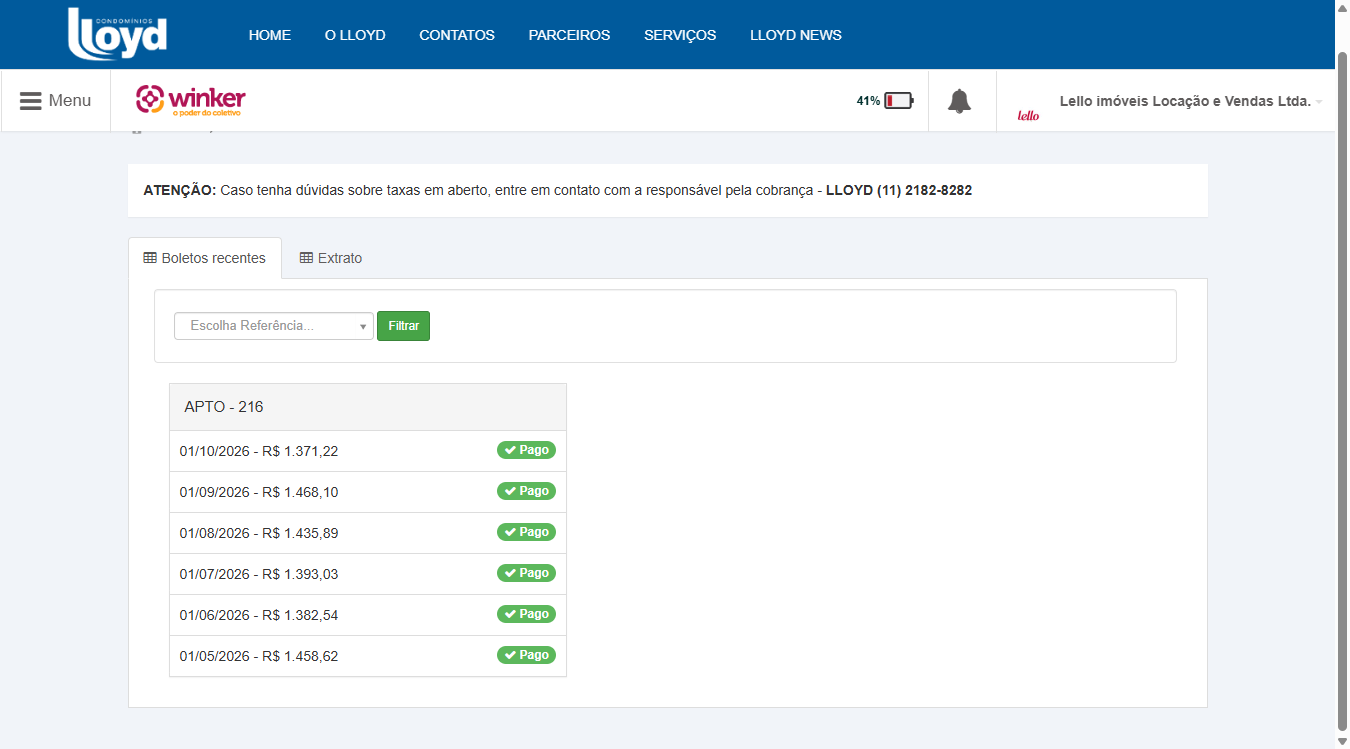 CONDOMÍNIOS
Lloyd
HOME
O LLOYD
CONTATOS
PARCEIROS
SERVIÇOS
LLOYD NEWS
Menu
winker
o poder do coletivo
41%
lello
Lello imóveis Locação e Vendas Ltda.
ATENÇÃO: Caso tenha dúvidas sobre taxas em aberto, entre em contato com a responsável pela cobrança - LLOYD (11) 2182-8282
Boletos recentes
Extrato
Escolha Referência...
Filtrar
APTO - 216
01/10/2026 - R$ 1.371,22 Pago
01/09/2026 - R$ 1.468,10 Pago
01/08/2026 - R$ 1.435,89 Pago
01/07/2026 - R$ 1.393,03 Pago
01/06/2026 - R$ 1.382,54 Pago
01/05/2026 - R$ 1.458,62 Pago